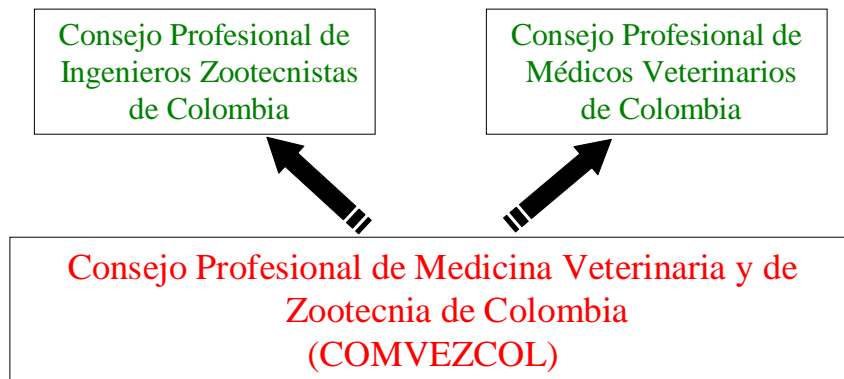 Consejo Profesional de
Ingenieros Zootecnistas
de Colombia
Consejo Profesional de
Médicos Veterinarios
de Colombia
Consejo Profesional de Medicina Veterinaria y de
Zootecnia de Colombia
(COMVEZCOL)